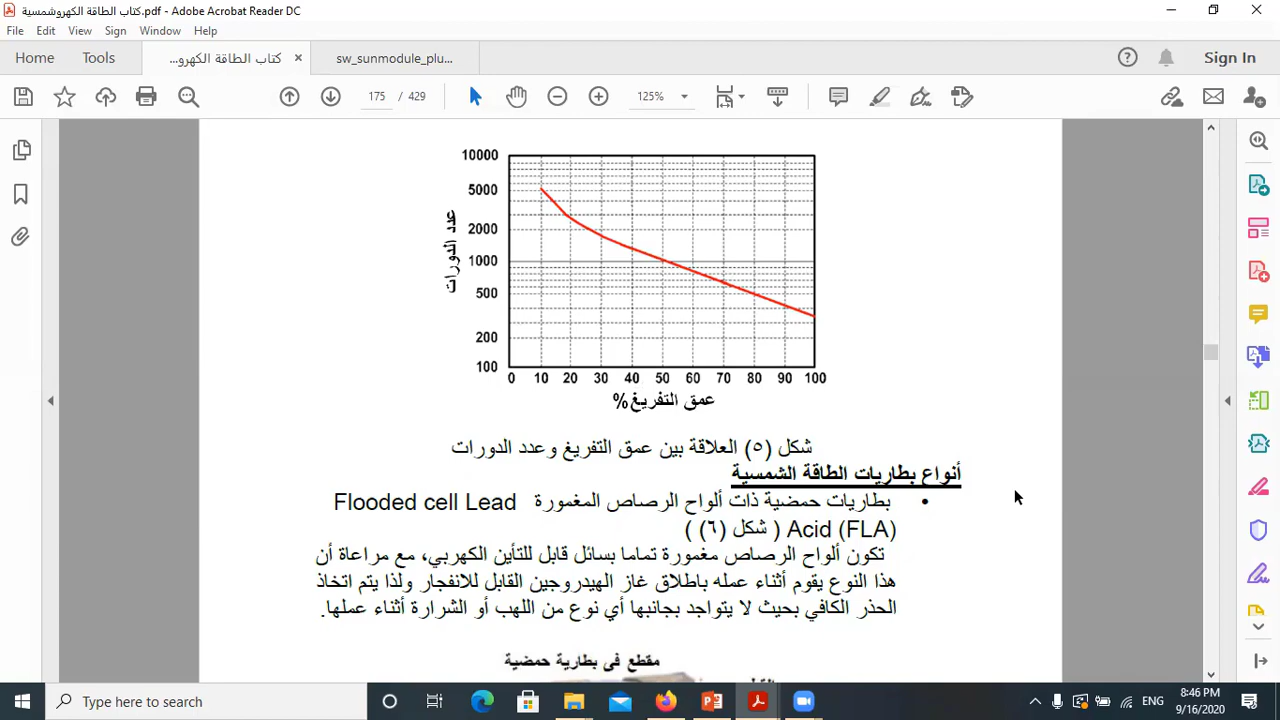 كتاب الطاقة الكهروشمسية.pdf - Adobe Acrobat Reader DC
File Edit View Sign Window Help
Home Tools كتاب الطاقة الكهرو... sw_sunmodule_plu... Sign In
175 / 429 125%
10000
5000
2000
1000
500
200
100
عدد الدورات
0 10 20 30 40 50 60 70 80 90 100
عمق التفريغ%
شكل (٥) العلاقة بين عمق التفريغ وعدد الدورات
أنواع بطاريات الطاقة الشمسية
• بطاريات حمضية ذات ألواح الرصاص المغمورة Flooded cell Lead
Acid (FLA) ( شكل (٦) )
تكون ألواح الرصاص مغمورة تماما بسائل قابل للتأين الكهربي، مع مراعاة أن
هذا النوع يقوم أثناء عمله باطلاق غاز الهيدروجين القابل للانفجار ولذا يتم اتخاذ
الحذر الكافي بحيث لا يتواجد بجانبها أي نوع من اللهب أو الشرارة أثناء عملها.
مقطع فى بطارية حمضية
Type here to search
ENG
8:46 PM
9/16/2020